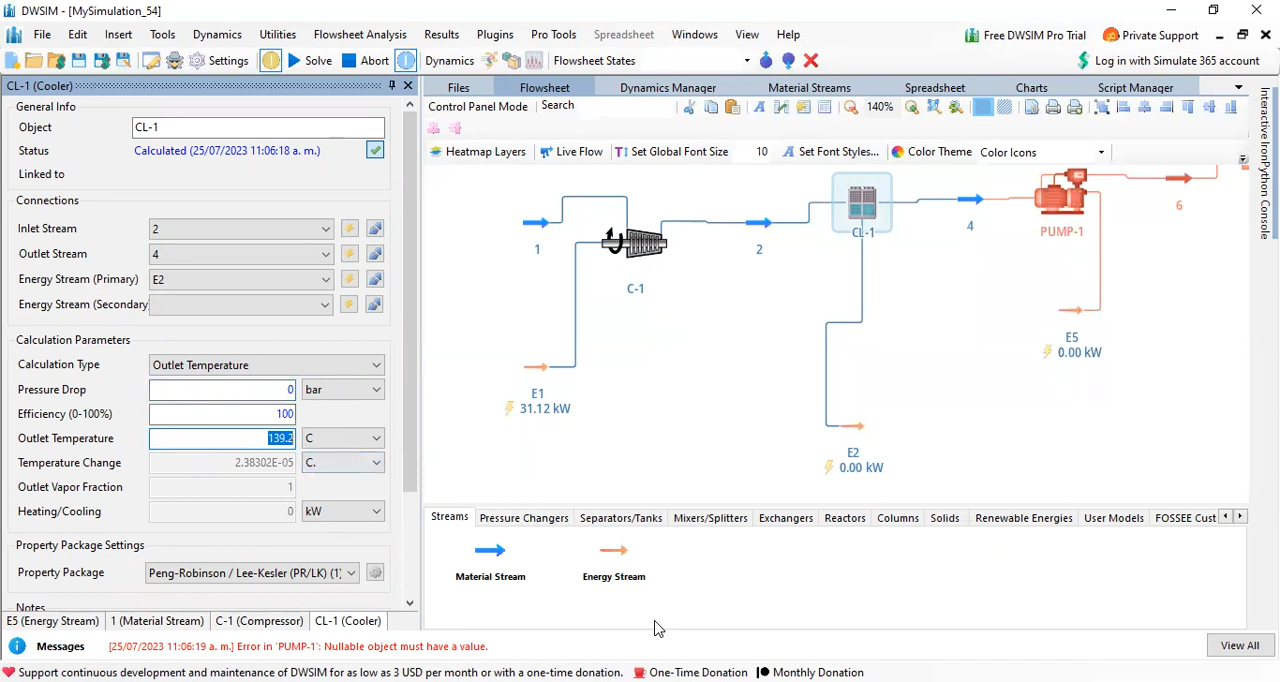 DWSIM - [MySimulation_54]
File Edit Insert Tools Dynamics Utilities Flowsheet Analysis Results Plugins Pro Tools Spreadsheet Windows View Help Free DWSIM Pro Trial Private Support
Settings Solve Abort Dynamics Flowsheet States Log in with Simulate 365 account
CL-1 (Cooler)
General Info
Object CL-1
Status Calculated (25/07/2023 11:06:18 a. m.)
Linked to
Connections
Inlet Stream 2
Outlet Stream 4
Energy Stream (Primary) E2
Energy Stream (Secondary)
Calculation Parameters
Calculation Type Outlet Temperature
Pressure Drop 0 bar
Efficiency (0-100%) 100
Outlet Temperature 139.2 C
Temperature Change 2.38302E-05 C.
Outlet Vapor Fraction 1
Heating/Cooling 0 kW
Property Package Settings
Property Package Peng-Robinson / Lee-Kesler (PR/LK) (1)
Notes
E5 (Energy Stream) 1 (Material Stream) C-1 (Compressor) CL-1 (Cooler)
Files Flowsheet Dynamics Manager Material Streams Spreadsheet Charts Script Manager
Control Panel Mode Search 140%
Heatmap Layers Live Flow Set Global Font Size 10 Set Font Styles... Color Theme Color Icons
1
C-1
2
CL-1
4
PUMP-1
6
E1
31.12 kW
E2
0.00 kW
E5
0.00 kW
Interactive IronPython Console
Streams Pressure Changers Separators/Tanks Mixers/Splitters Exchangers Reactors Columns Solids Renewable Energies User Models FOSSEE Cust
Material Stream Energy Stream
Messages [25/07/2023 11:06:19 a. m.] Error in 'PUMP-1': Nullable object must have a value. View All
Support continuous development and maintenance of DWSIM for as low as 3 USD per month or with a one-time donation. One-Time Donation Monthly Donation